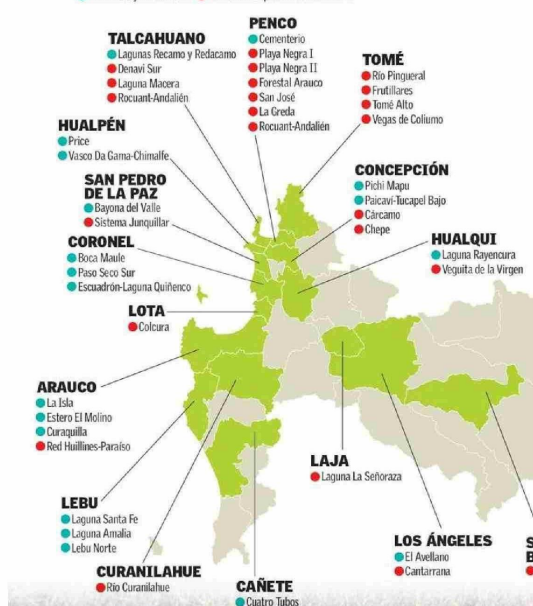 PENCO
Cementerio
Playa Negra I
Playa Negra II
Forestal Arauco
San José
La Greda
Rocuant-Andalién
TALCAHUANO
Lagunas Recamo y Redacamo
Denavi Sur
Laguna Macera
Rocuant-Andalién
TOMÉ
Río Pingueral
Frutillares
Tomé Alto
Vegas de Coliumo
HUALPÉN
Price
Vasco Da Gama-Chimalfe
CONCEPCIÓN
Pichi Mapu
Paicaví-Tucapel Bajo
Cárcamo
Chepe
SAN PEDRO
DE LA PAZ
Bayona del Valle
Sistema Junquillar
HUALQUI
Laguna Rayencura
Veguita de la Virgen
CORONEL
Boca Maule
Paso Seco Sur
Escuadrón-Laguna Quiñenco
LOTA
Colcura
ARAUCO
La Isla
Estero El Molino
Curaquilla
Red Huillines-Paraíso
LAJA
Laguna La Señoraza
LEBU
Laguna Santa Fe
Laguna Amalia
Lebu Norte
LOS ÁNGELES
El Avellano
Cantarrana
CURANILAHUE
Río Curanilahue
CAÑETE
Cuatro Tubos
S
B